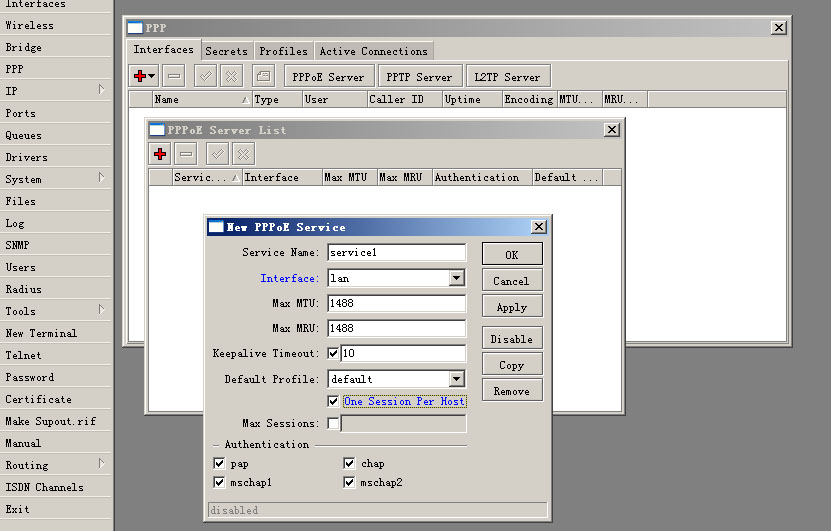 Interfaces
Wireless
Bridge
PPP
IP
Ports
Queues
Drivers
System
Files
Log
SNMP
Users
Radius
Tools
New Terminal
Telnet
Password
Certificate
Make Supout.rif
Manual
Routing
ISDN Channels
Exit
PPP
Interfaces Secrets Profiles Active Connections
PPPoE Server PPTP Server L2TP Server
Name Type User Caller ID Uptime Encoding MTU... MRU...
PPPoE Server List
Servic... Interface Max MTU Max MRU Authentication Default ...
New PPPoE Service
Service Name: service1 OK
Interface: lan Cancel
Max MTU: 1488 Apply
Max MRU: 1488
Keepalive Timeout: 10 Disable
Default Profile: default Copy
One Session Per Host Remove
Max Sessions:
Authentication
pap chap
mschap1 mschap2
disabled